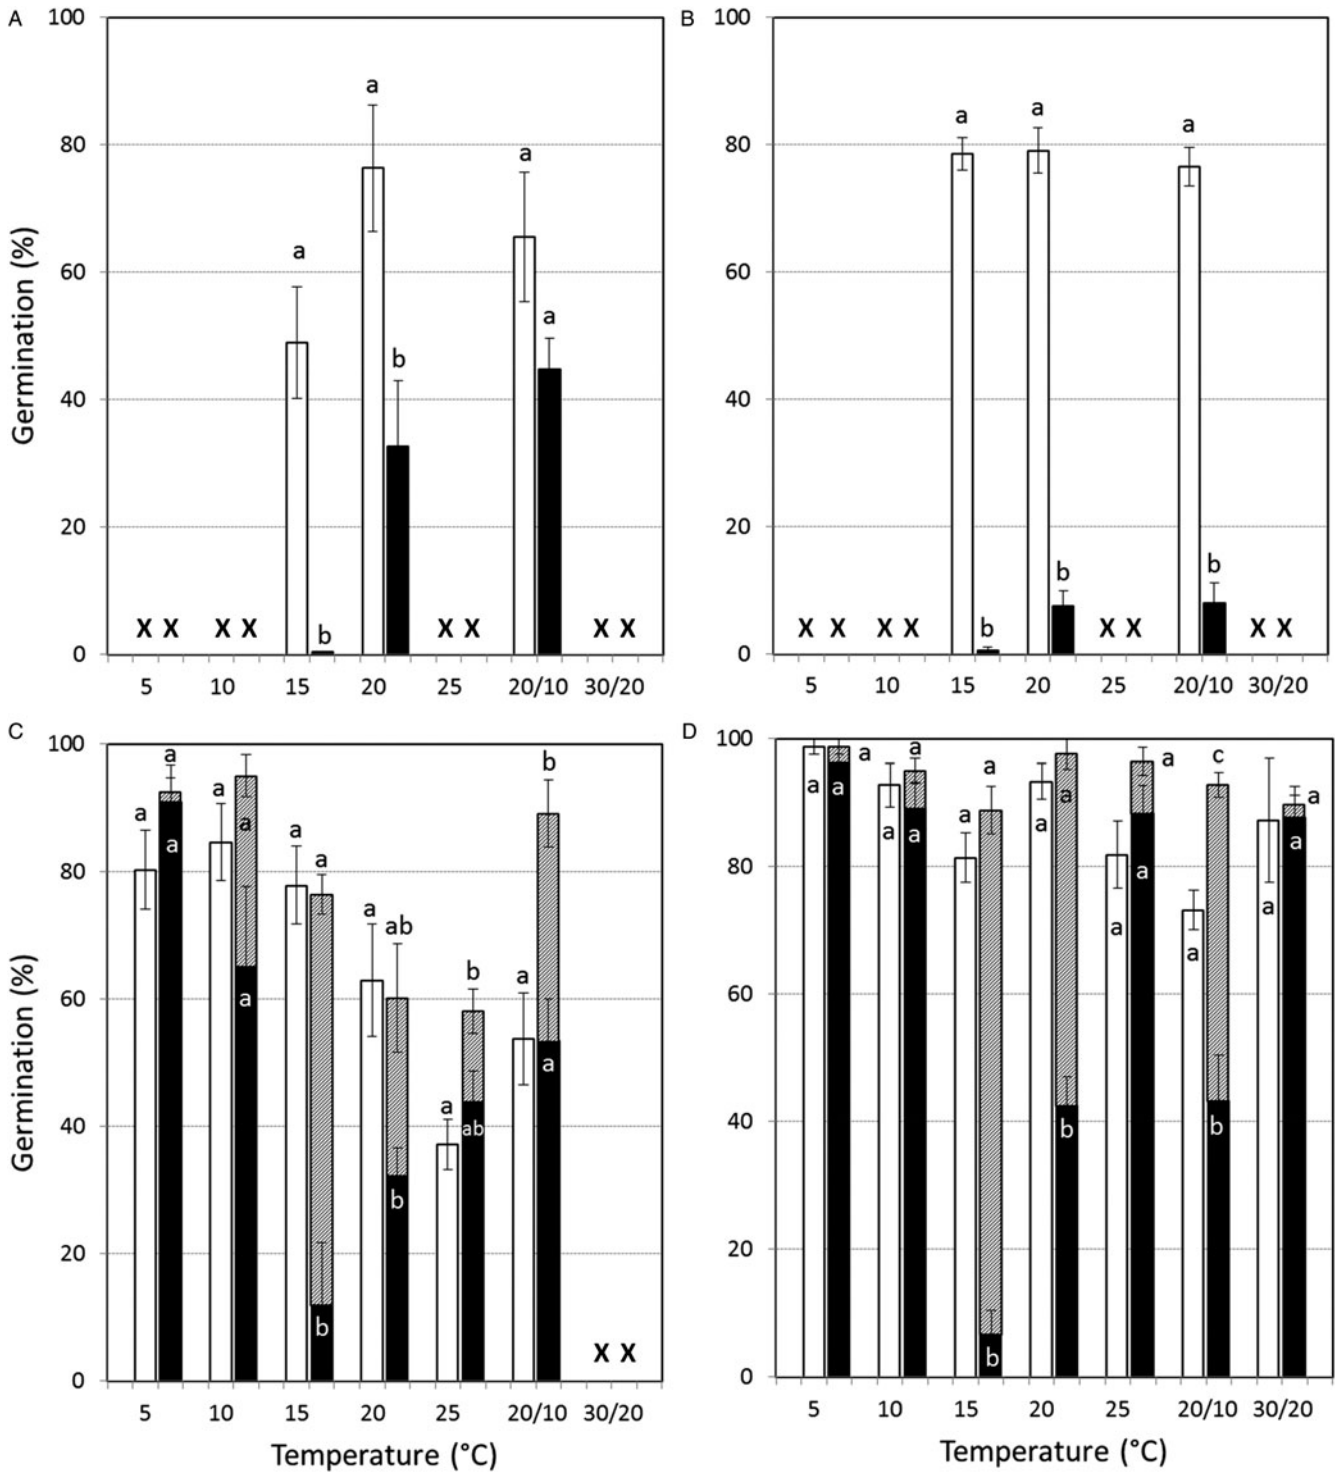 A
100
80
60
40
20
0
Germination (%)
a
a
a
a
b
b
X X X X X X X X
5 10 15 20 25 20/10 30/20
B
100
80
60
40
20
0
Germination (%)
a a a
b b b
X X X X X X X X
5 10 15 20 25 20/10 30/20
C
100
80
60
40
20
0
Germination (%)
a a a a a a a ab a b a b
a a a
b b ab a
X X
5 10 15 20 25 20/10 30/20
Temperature (°C)
D
100
80
60
40
20
0
Germination (%)
a a a a c a
a a a a a a a
a a a a a
b b b
5 10 15 20 25 20/10 30/20
Temperature (°C)